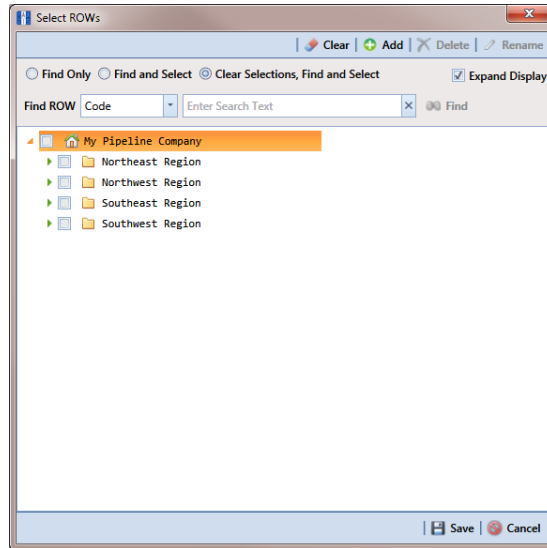 Select ROWs
Clear Add Delete Rename
Find Only Find and Select Clear Selections, Find and Select Expand Display
Find ROW Code Enter Search Text Find
My Pipeline Company
Northeast Region
Northwest Region
Southeast Region
Southwest Region
Save Cancel